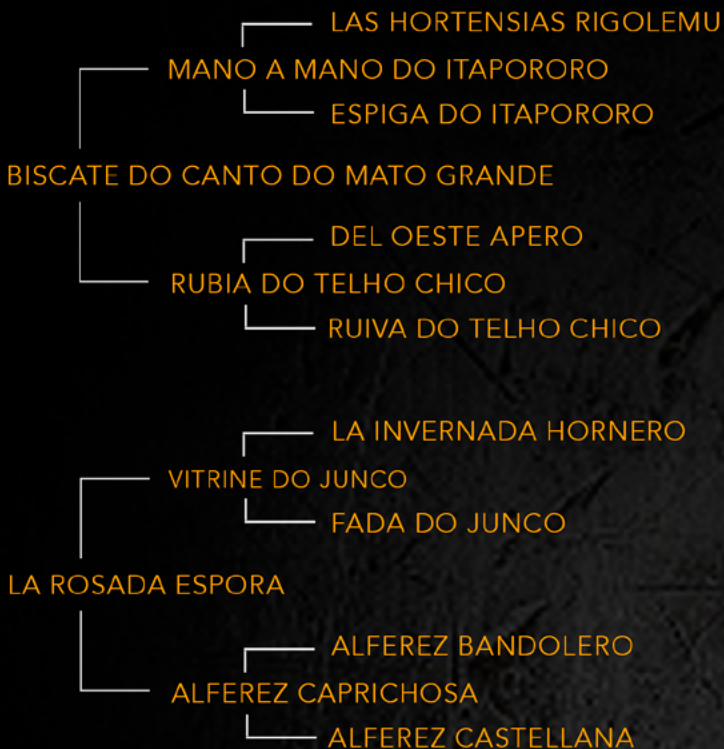 LAS HORTENSIAS RIGOLEMU
MANO A MANO DO ITAPORORO
ESPIGA DO ITAPORORO
BISCATE DO CANTO DO MATO GRANDE
DEL OESTE APERO
RUBIA DO TELHO CHICO
RUIVA DO TELHO CHICO
LA INVERNADA HORNERO
VITRINE DO JUNCO
FADA DO JUNCO
LA ROSADA ESPORA
ALFEREZ BANDOLERO
ALFEREZ CAPRICHOSA
ALFEREZ CASTELLANA